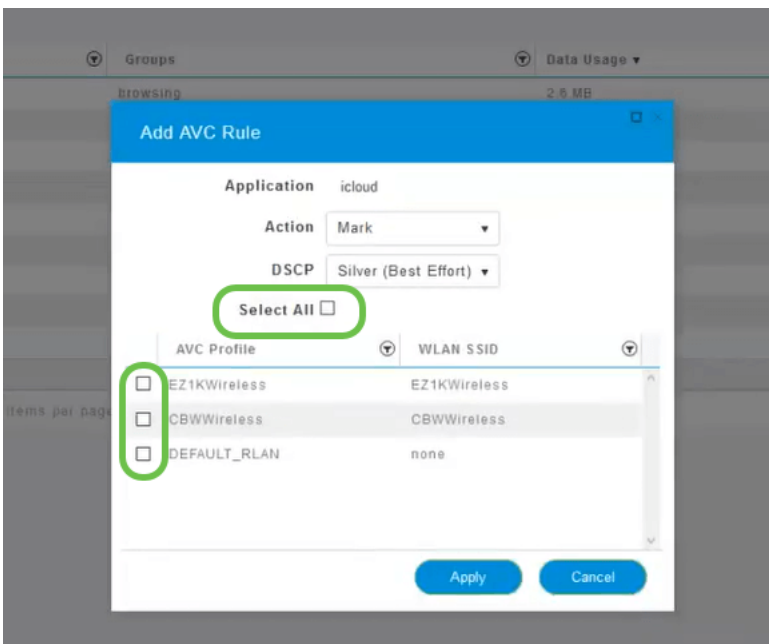 Groups Data Usage ▼
browsing 2.6 MB
Add AVC Rule
Application icloud
Action Mark
DSCP Silver (Best Effort)
Select All
AVC Profile WLAN SSID
EZ1KWireless EZ1KWireless
CBWWireless CBWWireless
items per page
DEFAULT_RLAN none
Apply Cancel